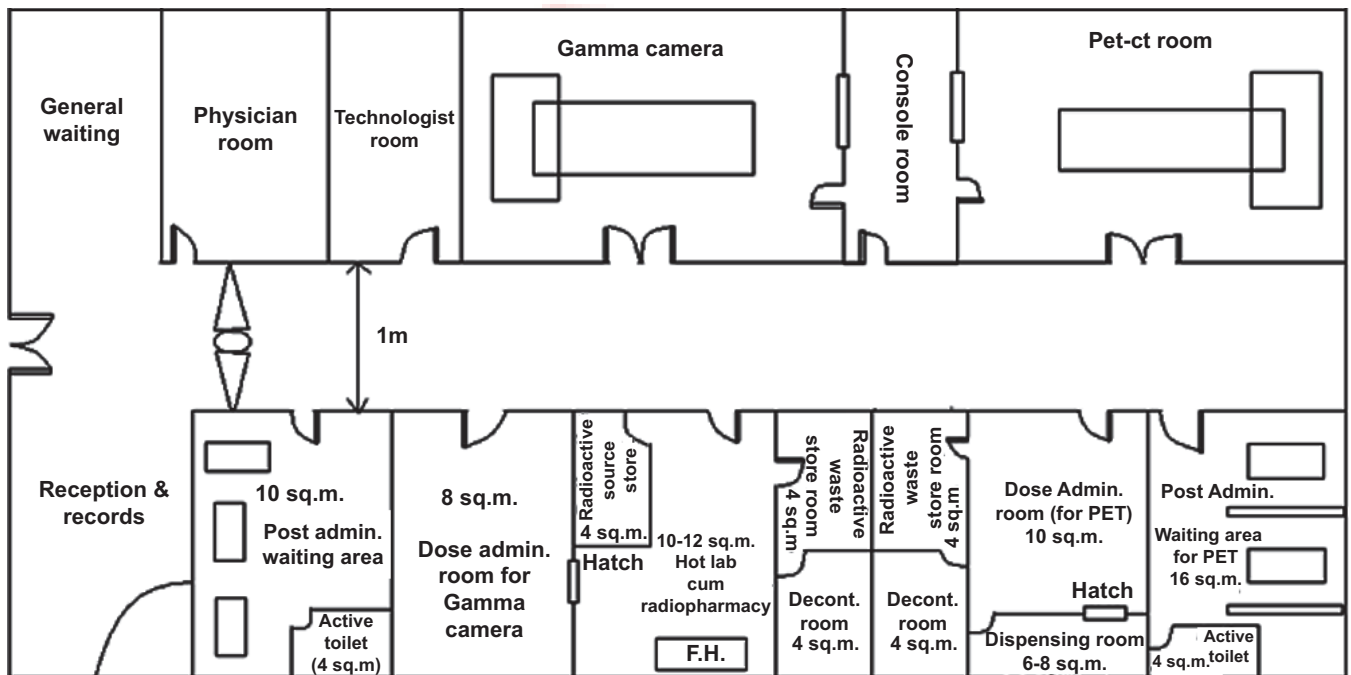 General
waiting
Physician
room
Technologist
room
Gamma camera
Console room
Pet-ct room
1m
Reception &
records
10 sq.m.
Post admin.
waiting area
Active
toilet
(4 sq.m)
8 sq.m.
Dose admin.
room for
Gamma
camera
Radioactive
source
store
4 sq.m.
Hatch
10-12 sq.m.
Hot lab
cum
radiopharmacy
F.H.
Radioactive
waste
store room
4 sq.m
Decont.
room
4 sq.m.
Radioactive
waste
store room
4 sq.m
Decont.
room
4 sq.m.
Dose Admin.
room (for PET)
10 sq.m.
Hatch
Dispensing room
6-8 sq.m.
Post Admin.
Waiting area
for PET
16 sq.m.
Active
4 sq.m. toilet